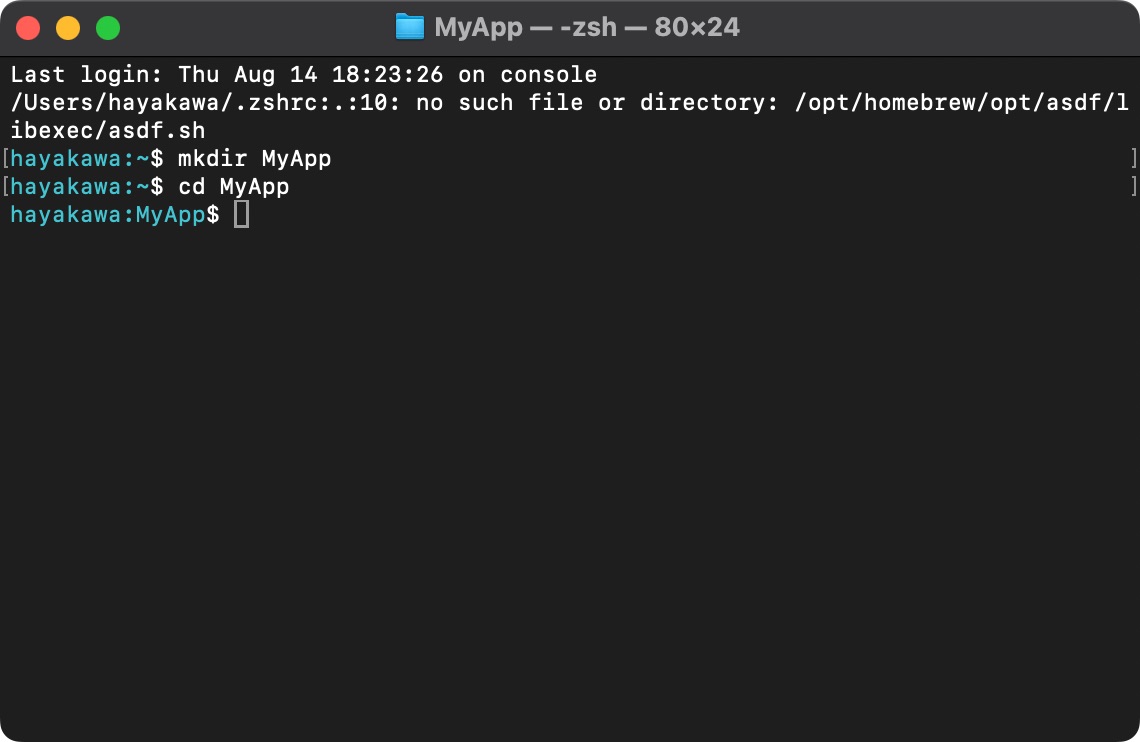 MyApp — -zsh — 80×24
Last login: Thu Aug 14 18:23:26 on console
/Users/hayakawa/.zshrc:.:10: no such file or directory: /opt/homebrew/opt/asdf/l
ibexec/asdf.sh
[hayakawa:~$ mkdir MyApp ]
[hayakawa:~$ cd MyApp ]
hayakawa:MyApp$